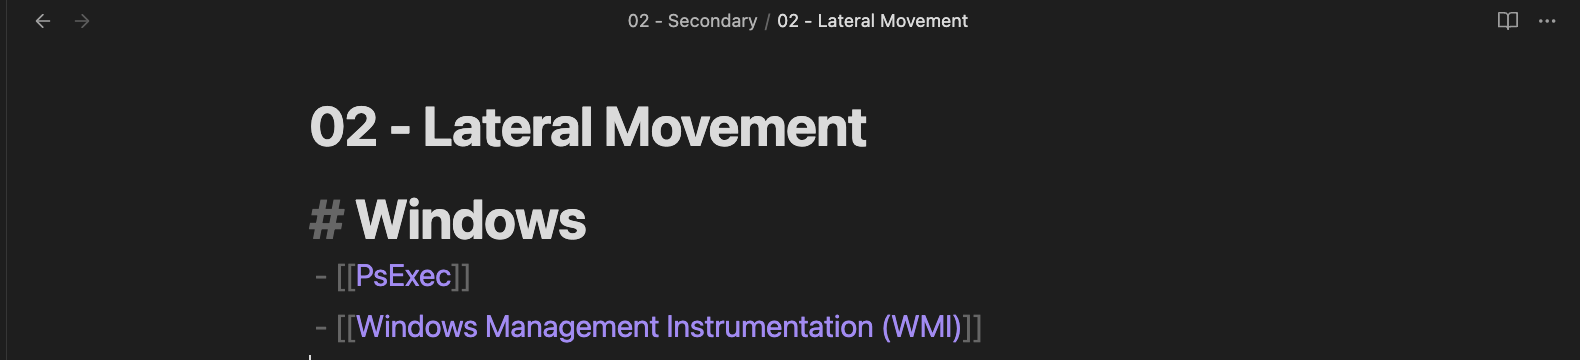 02 - Secondary / 02 - Lateral Movement
02 - Lateral Movement
# Windows
- [[PsExec]]
- [[Windows Management Instrumentation (WMI)]]